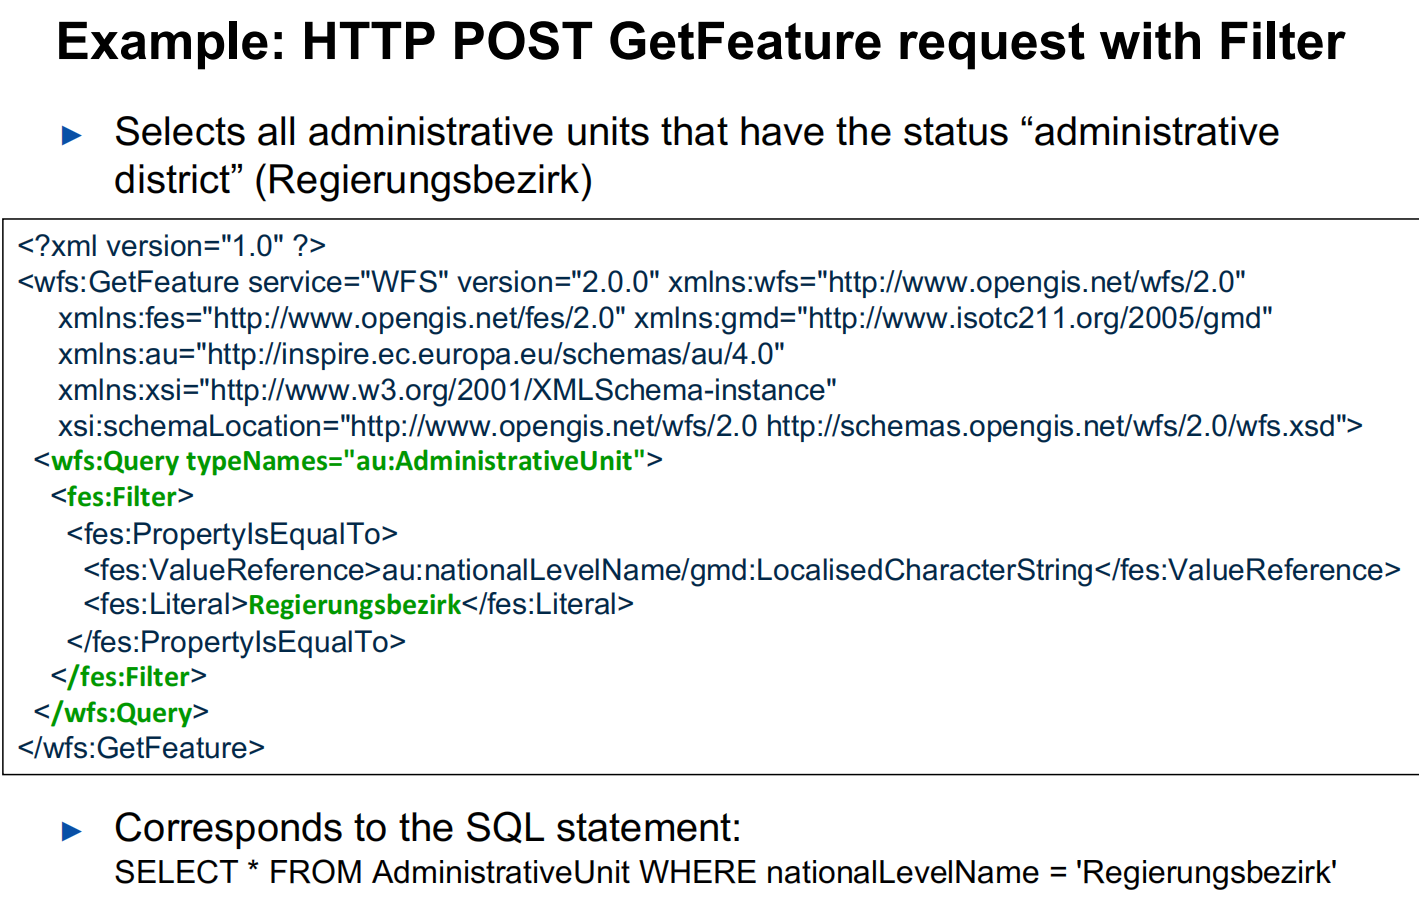 Example: HTTP POST GetFeature request with Filter
► Selects all administrative units that have the status “administrative
district” (Regierungsbezirk)
<?xml version="1.0" ?>
<wfs:GetFeature service="WFS" version="2.0.0" xmlns:wfs="http://www.opengis.net/wfs/2.0"
xmlns:fes="http://www.opengis.net/fes/2.0" xmlns:gmd="http://www.isotc211.org/2005/gmd"
xmlns:au="http://inspire.ec.europa.eu/schemas/au/4.0"
xmlns:xsi="http://www.w3.org/2001/XMLSchema-instance"
xsi:schemaLocation="http://www.opengis.net/wfs/2.0 http://schemas.opengis.net/wfs/2.0/wfs.xsd">
<wfs:Query typeNames="au:AdministrativeUnit">
<fes:Filter>
<fes:PropertyIsEqualTo>
<fes:ValueReference>au:nationalLevelName/gmd:LocalisedCharacterString</fes:ValueReference>
<fes:Literal>Regierungsbezirk</fes:Literal>
</fes:PropertyIsEqualTo>
</fes:Filter>
</wfs:Query>
</wfs:GetFeature>
► Corresponds to the SQL statement:
SELECT * FROM AdministrativeUnit WHERE nationalLevelName = 'Regierungsbezirk'